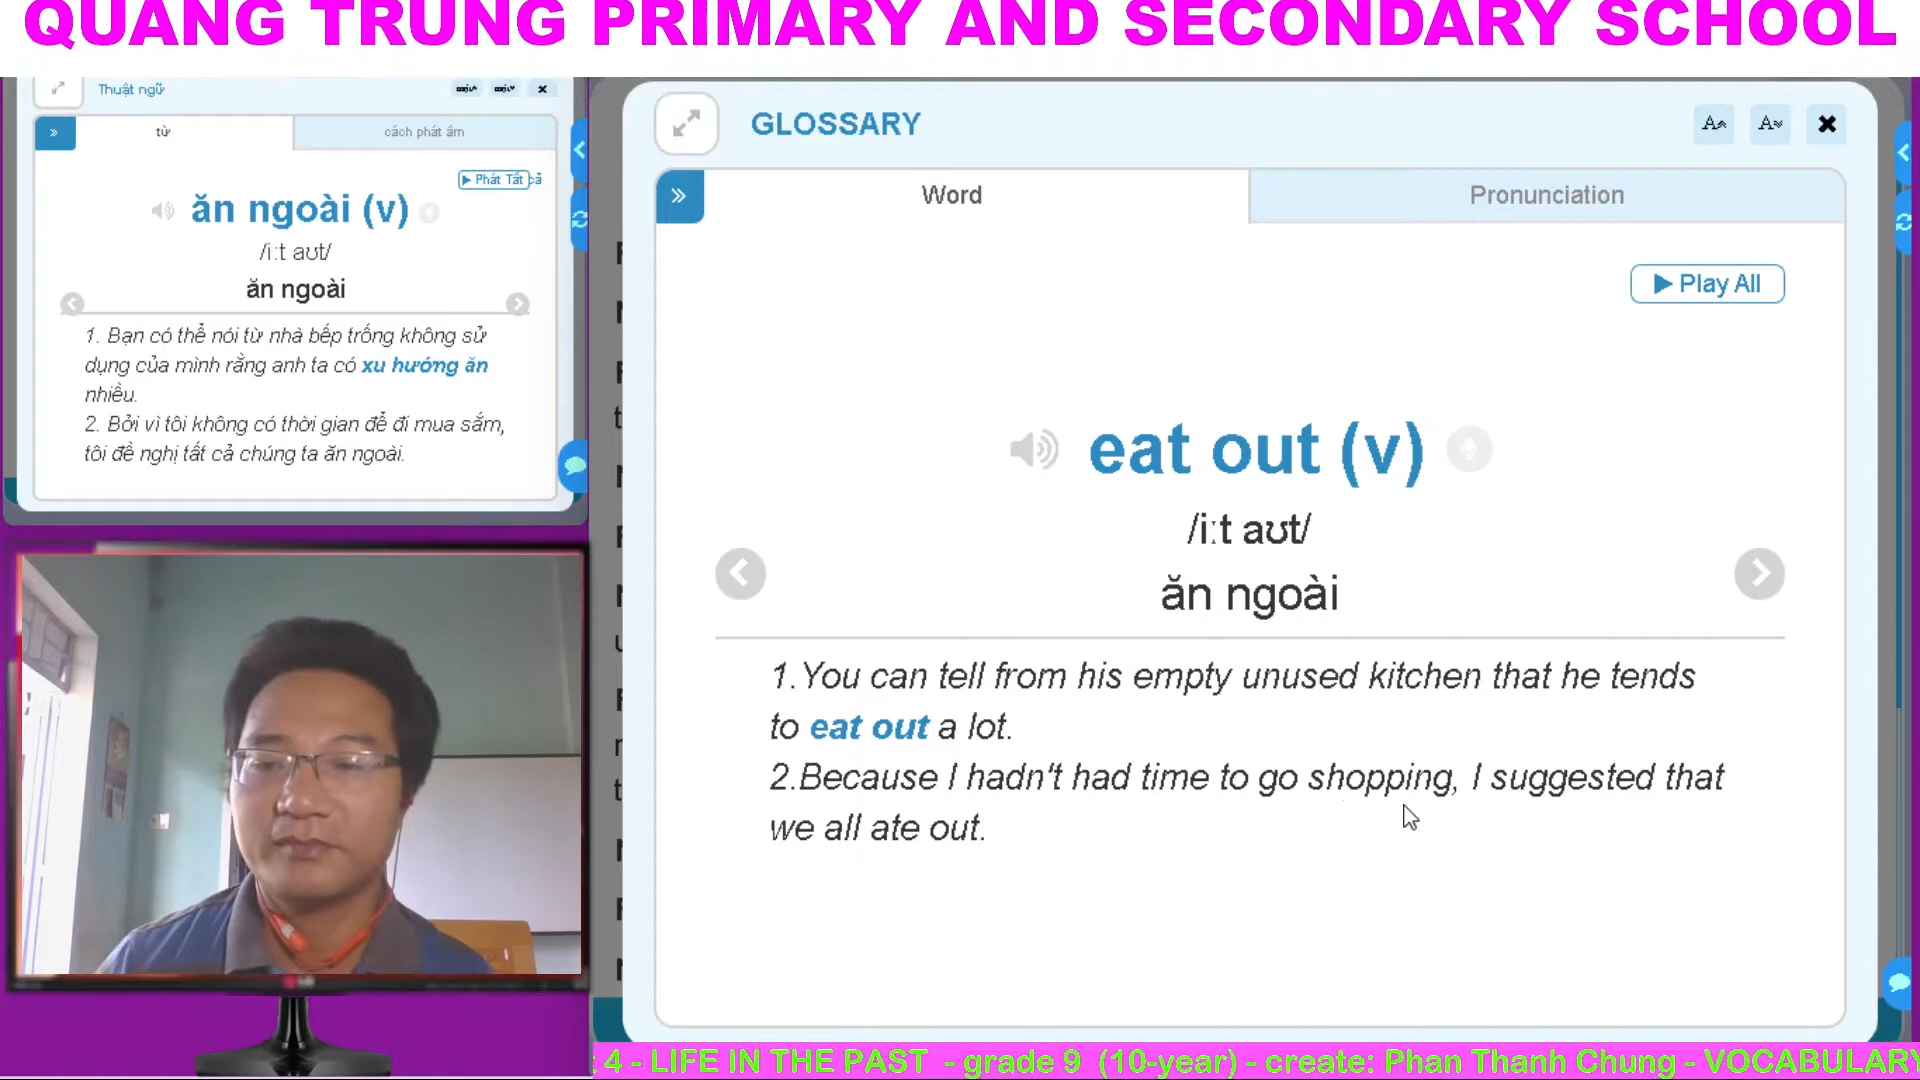 QUANG TRUNG PRIMARY AND SECONDARY SCHOOL
Thuật ngữ
từ
cách phát âm
Phát Tất cả
ăn ngoài (v)
/iːt aʊt/
ăn ngoài
1. Bạn có thể nói từ nhà bếp trống không sử
dụng của mình rằng anh ta có xu hướng ăn
nhiều.
2. Bởi vì tôi không có thời gian để đi mua sắm,
tôi đề nghị tất cả chúng ta ăn ngoài.
GLOSSARY
A
A
Word
Pronunciation
Play All
eat out (v)
/iːt aʊt/
ăn ngoài
1.You can tell from his empty unused kitchen that he tends
to eat out a lot.
2.Because I hadn't had time to go shopping, I suggested that
we all ate out.
4 - LIFE IN THE PAST - grade 9 (10-year) - create: Phan Thanh Chung - VOCABULARY